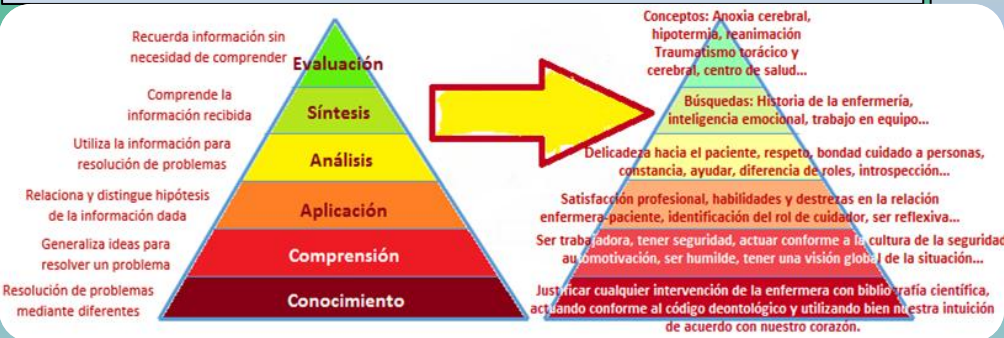 Recuerda información sin
necesidad de comprender
Evaluación
Comprende la
información recibida
Síntesis
Utiliza la información para
resolución de problemas
Análisis
Relaciona y distingue hipótesis
de la información dada
Aplicación
Generaliza ideas para
resolver un problema
Comprensión
Resolución de problemas
mediante diferentes
Conocimiento
Conceptos: Anoxia cerebral,
hipotermia, reanimación
Traumatismo torácico y
cerebral, centro de salud...
Búsquedas: Historia de la enfermería,
inteligencia emocional, trabajo en equipo...
Delicadeza hacia el paciente, respeto, bondad cuidado a personas,
constancia, ayudar, diferencia de roles, introspección...
Satisfacción profesional, habilidades y destrezas en la relación
enfermera-paciente, identificación del rol de cuidador, ser reflexiva...
Ser trabajadora, tener seguridad, actuar conforme a la cultura de la seguridad
automotivación, ser humilde, tener una visión global de la situación...
Justificar cualquier intervención de la enfermera con bibliografía científica,
actuando conforme al código deontológico y utilizando bien nuestra intuición
de acuerdo con nuestro corazón.